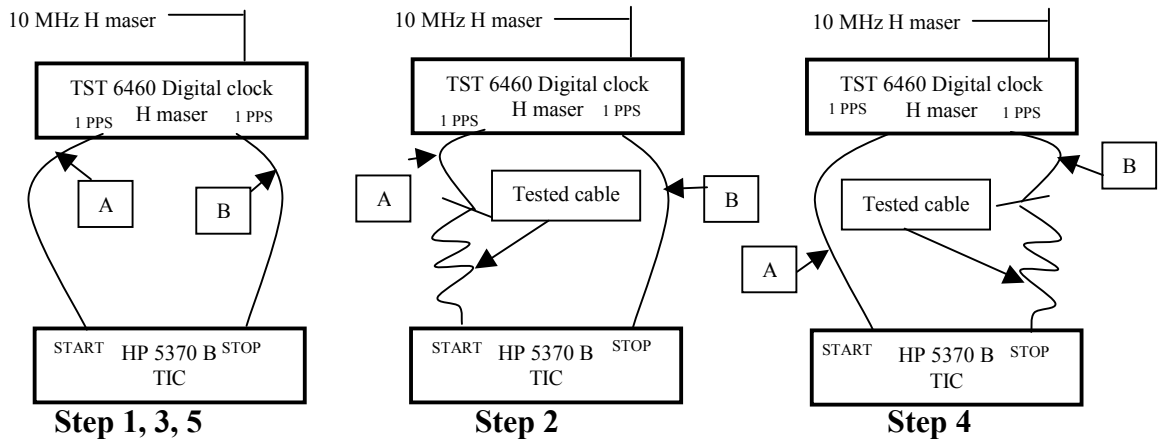 10 MHz H maser
TST 6460 Digital clock
H maser
1 PPS
1 PPS
A
B
START
HP 5370 B
STOP
TIC
Step 1, 3, 5
10 MHz H maser
TST 6460 Digital clock
H maser
1 PPS
1 PPS
A
Tested cable
B
START
HP 5370 B
STOP
TIC
Step 2
10 MHz H maser
TST 6460 Digital clock
1 PPS
H maser
1 PPS
B
Tested cable
A
START
HP 5370 B
STOP
TIC
Step 4